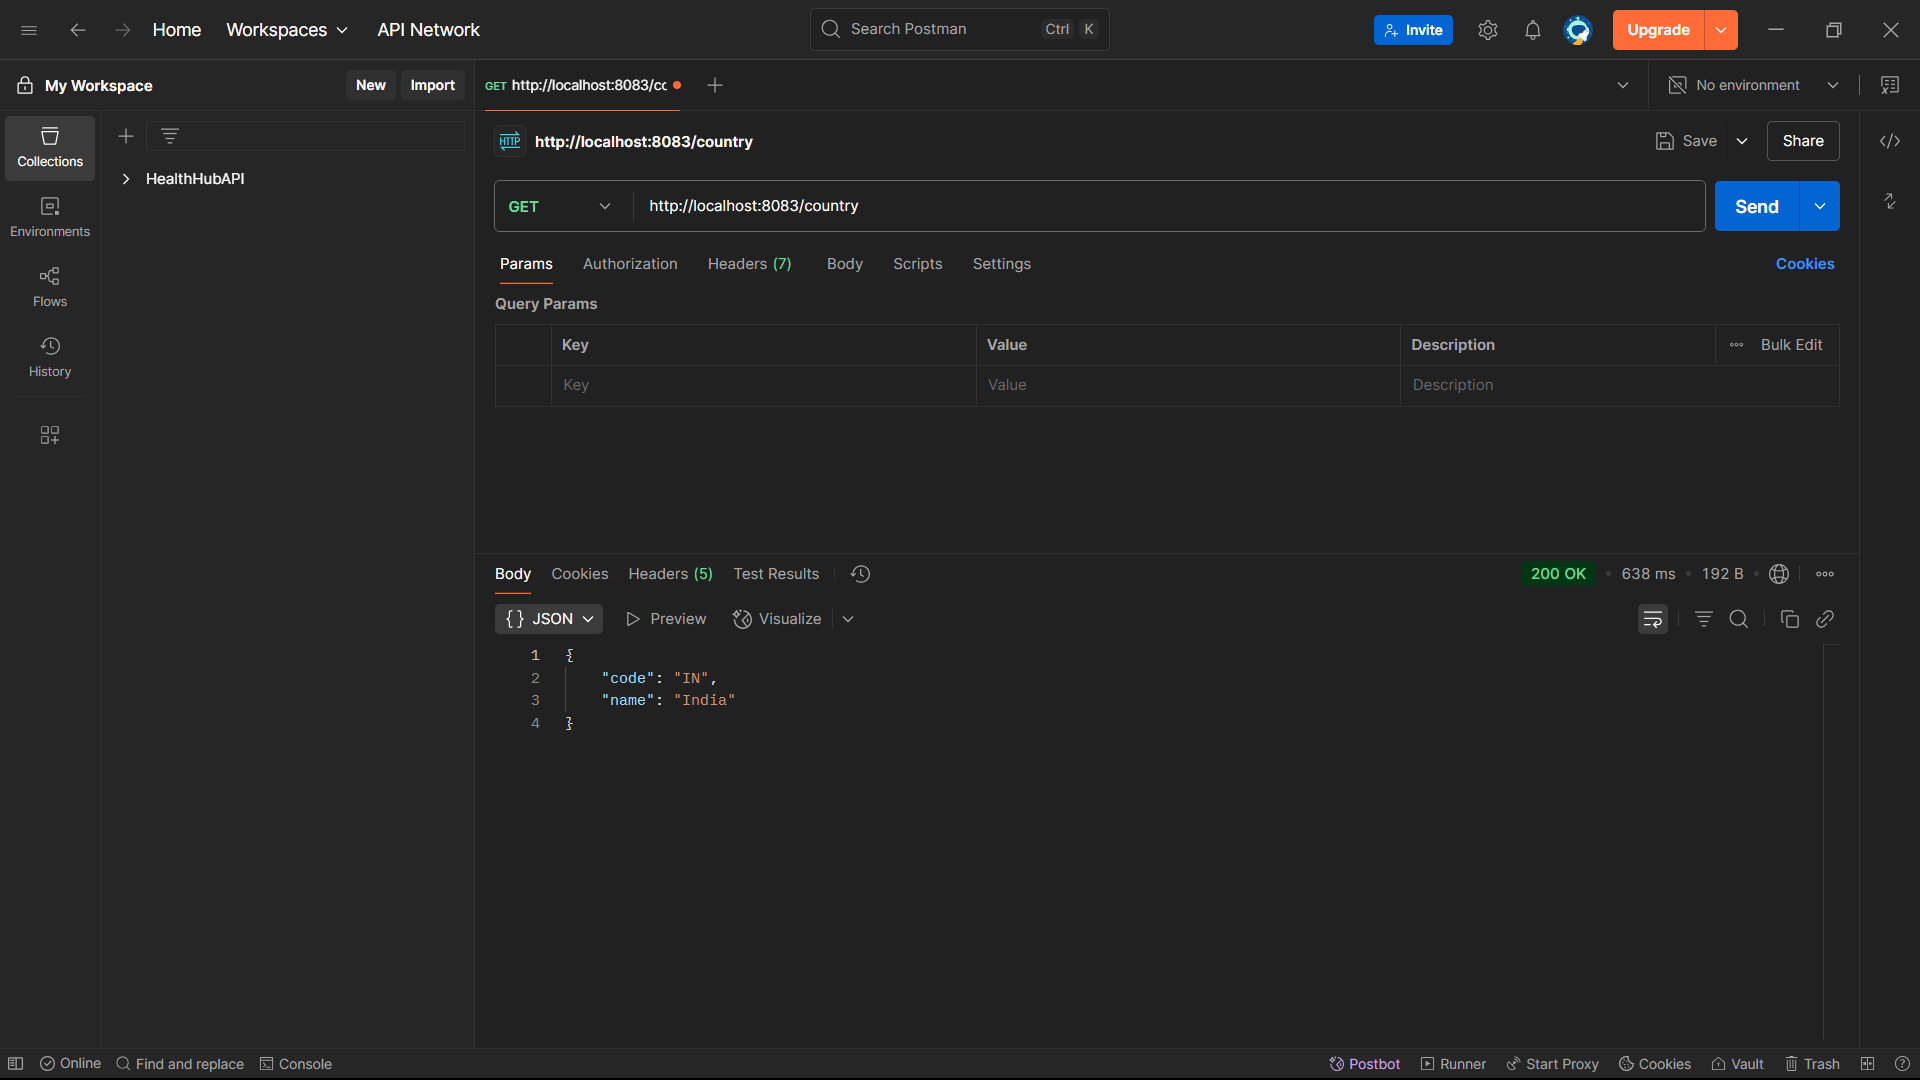 Home Workspaces API Network Search Postman Ctrl K Invite Upgrade
My Workspace New Import GET http://localhost:8083/cc No environment
Collections
Environments
Flows
History
HealthHubAPI
HTTP http://localhost:8083/country Save Share
GET http://localhost:8083/country Send
Params Authorization Headers (7) Body Scripts Settings Cookies
Query Params
Key Value Description Bulk Edit
Key Value Description
Body Cookies Headers (5) Test Results 200 OK 638 ms 192 B
{} JSON Preview Visualize
1 {
2 "code": "IN",
3 "name": "India"
4 }
Online Find and replace Console Postbot Runner Start Proxy Cookies Vault Trash